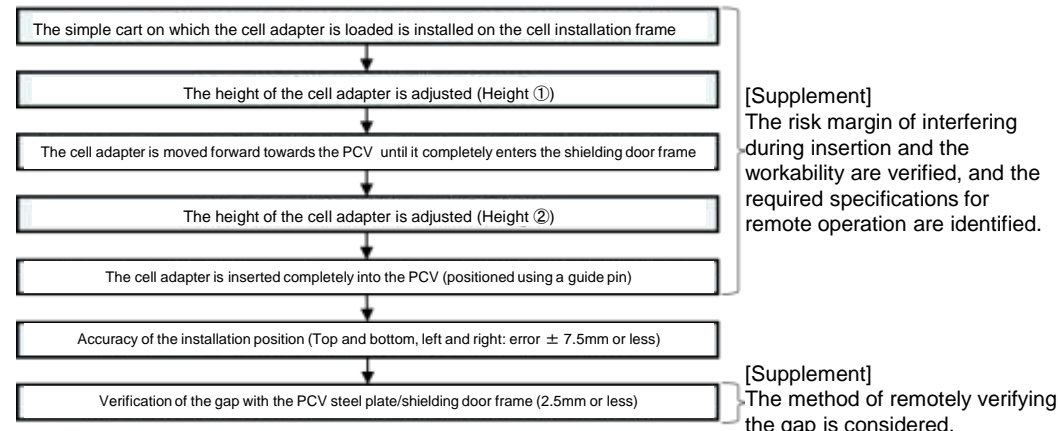 The simple cart on which the cell adapter is loaded is installed on the cell installation frame
The height of the cell adapter is adjusted (Height ①)
The cell adapter is moved forward towards the PCV until it completely enters the shielding door frame
The height of the cell adapter is adjusted (Height ②)
The cell adapter is inserted completely into the PCV (positioned using a guide pin)
[Supplement]
The risk margin of interfering
during insertion and the
workability are verified, and the
required specifications for
remote operation are identified.
Accuracy of the installation position (Top and bottom, left and right: error ± 7.5mm or less)
Verification of the gap with the PCV steel plate/shielding door frame (2.5mm or less)
[Supplement]
The method of remotely verifying
the gap is considered.